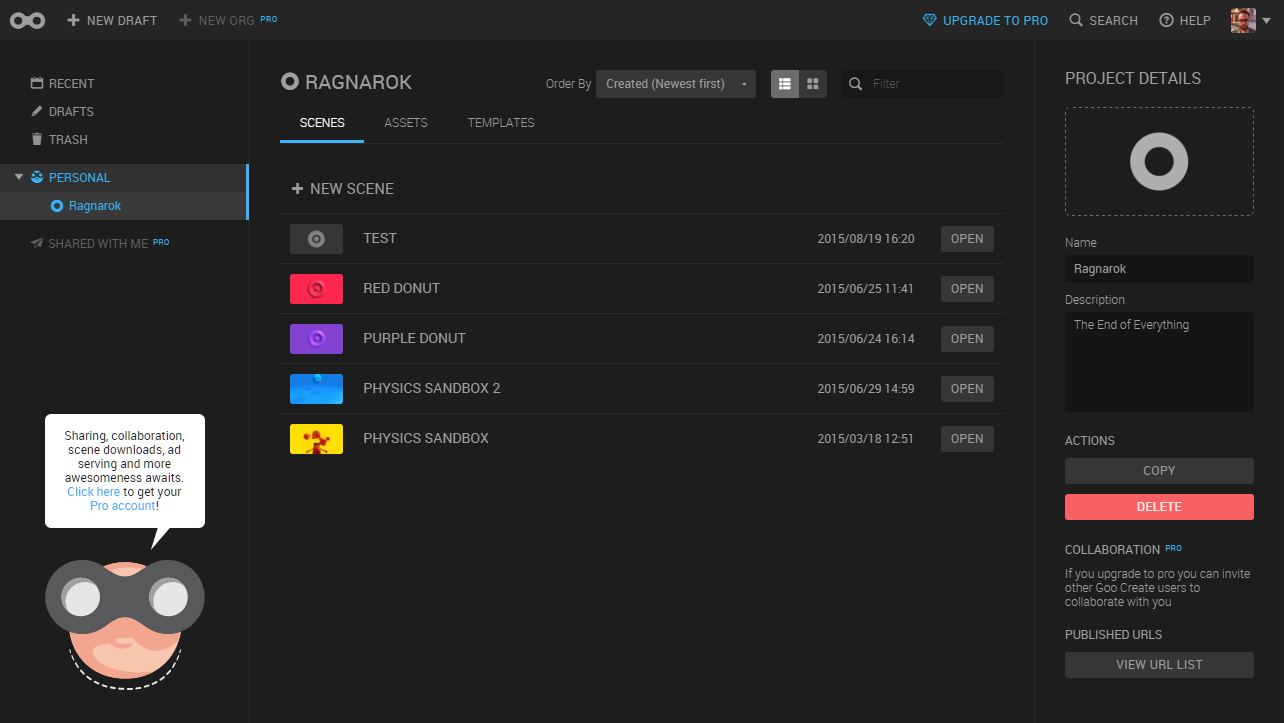 NEW DRAFT
NEW ORG PRO
UPGRADE TO PRO
SEARCH
HELP
RECENT
DRAFTS
TRASH
PERSONAL
Ragnarok
SHARED WITH ME PRO
Sharing, collaboration,
scene downloads, ad
serving and more
awesomeness awaits.
Click here to get your
Pro account!
RAGNAROK
Order By
Created (Newest first)
Filter
SCENES
ASSETS
TEMPLATES
NEW SCENE
TEST 2015/08/19 16:20 OPEN
RED DONUT 2015/06/25 11:41 OPEN
PURPLE DONUT 2015/06/24 16:14 OPEN
PHYSICS SANDBOX 2 2015/06/29 14:59 OPEN
PHYSICS SANDBOX 2015/03/18 12:51 OPEN
PROJECT DETAILS
Name
Ragnarok
Description
The End of Everything
ACTIONS
COPY
DELETE
COLLABORATION PRO
If you upgrade to pro you can invite
other Goo Create users to
collaborate with you
PUBLISHED URLS
VIEW URL LIST